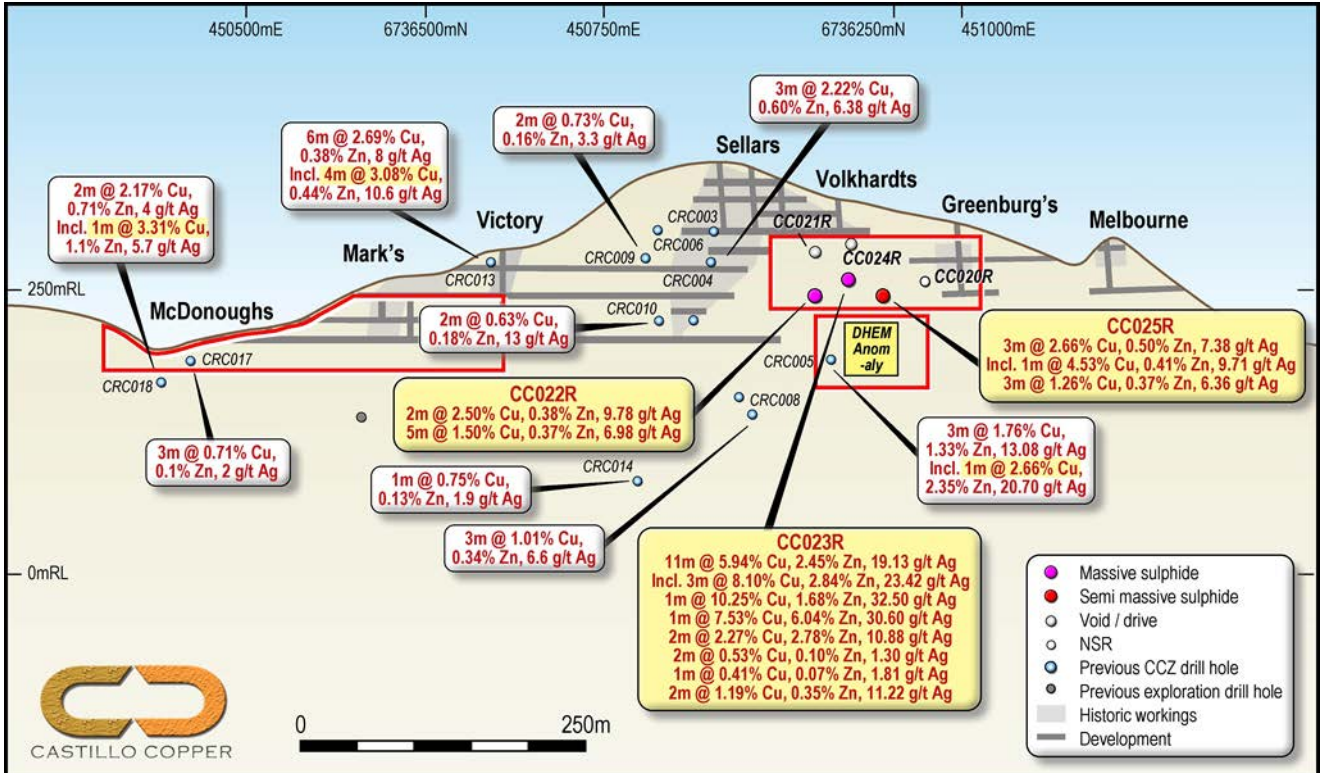 450500mE
6736500mN
450750mE
6736250mN
451000mE
3m @ 2.22% Cu,
0.60% Zn, 6.38 g/t Ag
2m @ 0.73% Cu,
0.16% Zn, 3.3 g/t Ag
6m @ 2.69% Cu,
0.38% Zn, 8 g/t Ag
Incl. 4m @ 3.08% Cu,
0.44% Zn, 10.6 g/t Ag
2m @ 2.17% Cu,
0.71% Zn, 4 g/t Ag
Incl. 1m @ 3.31% Cu,
1.1% Zn, 5.7 g/t Ag
Sellars
Volkhardts
Greenburg's
Melbourne
Victory
Mark's
McDonoughs
CRC003
CC021R
CRC006
CRC009
CRC013
CRC004
CC024R
CC020R
250mRL
CRC010
2m @ 0.63% Cu,
0.18% Zn, 13 g/t Ag
DHEM
Anom
-aly
CRC005
CC025R
3m @ 2.66% Cu, 0.50% Zn, 7.38 g/t Ag
Incl. 1m @ 4.53% Cu, 0.41% Zn, 9.71 g/t Ag
3m @ 1.26% Cu, 0.37% Zn, 6.36 g/t Ag
CRC017
CRC018
CC022R
2m @ 2.50% Cu, 0.38% Zn, 9.78 g/t Ag
5m @ 1.50% Cu, 0.37% Zn, 6.98 g/t Ag
CRC008
3m @ 1.76% Cu,
1.33% Zn, 13.08 g/t Ag
Incl. 1m @ 2.66% Cu,
2.35% Zn, 20.70 g/t Ag
3m @ 0.71% Cu,
0.1% Zn, 2 g/t Ag
CRC014
1m @ 0.75% Cu,
0.13% Zn, 1.9 g/t Ag
3m @ 1.01% Cu,
0.34% Zn, 6.6 g/t Ag
CC023R
11m @ 5.94% Cu, 2.45% Zn, 19.13 g/t Ag
Incl. 3m @ 8.10% Cu, 2.84% Zn, 23.42 g/t Ag
1m @ 10.25% Cu, 1.68% Zn, 32.50 g/t Ag
1m @ 7.53% Cu, 6.04% Zn, 30.60 g/t Ag
2m @ 2.27% Cu, 2.78% Zn, 10.88 g/t Ag
2m @ 0.53% Cu, 0.10% Zn, 1.30 g/t Ag
1m @ 0.41% Cu, 0.07% Zn, 1.81 g/t Ag
2m @ 1.19% Cu, 0.35% Zn, 11.22 g/t Ag
0mRL
Massive sulphide
Semi massive sulphide
Void / drive
NSR
Previous CCZ drill hole
Previous exploration drill hole
Historic workings
Development
CASTILLO COPPER
0
250m